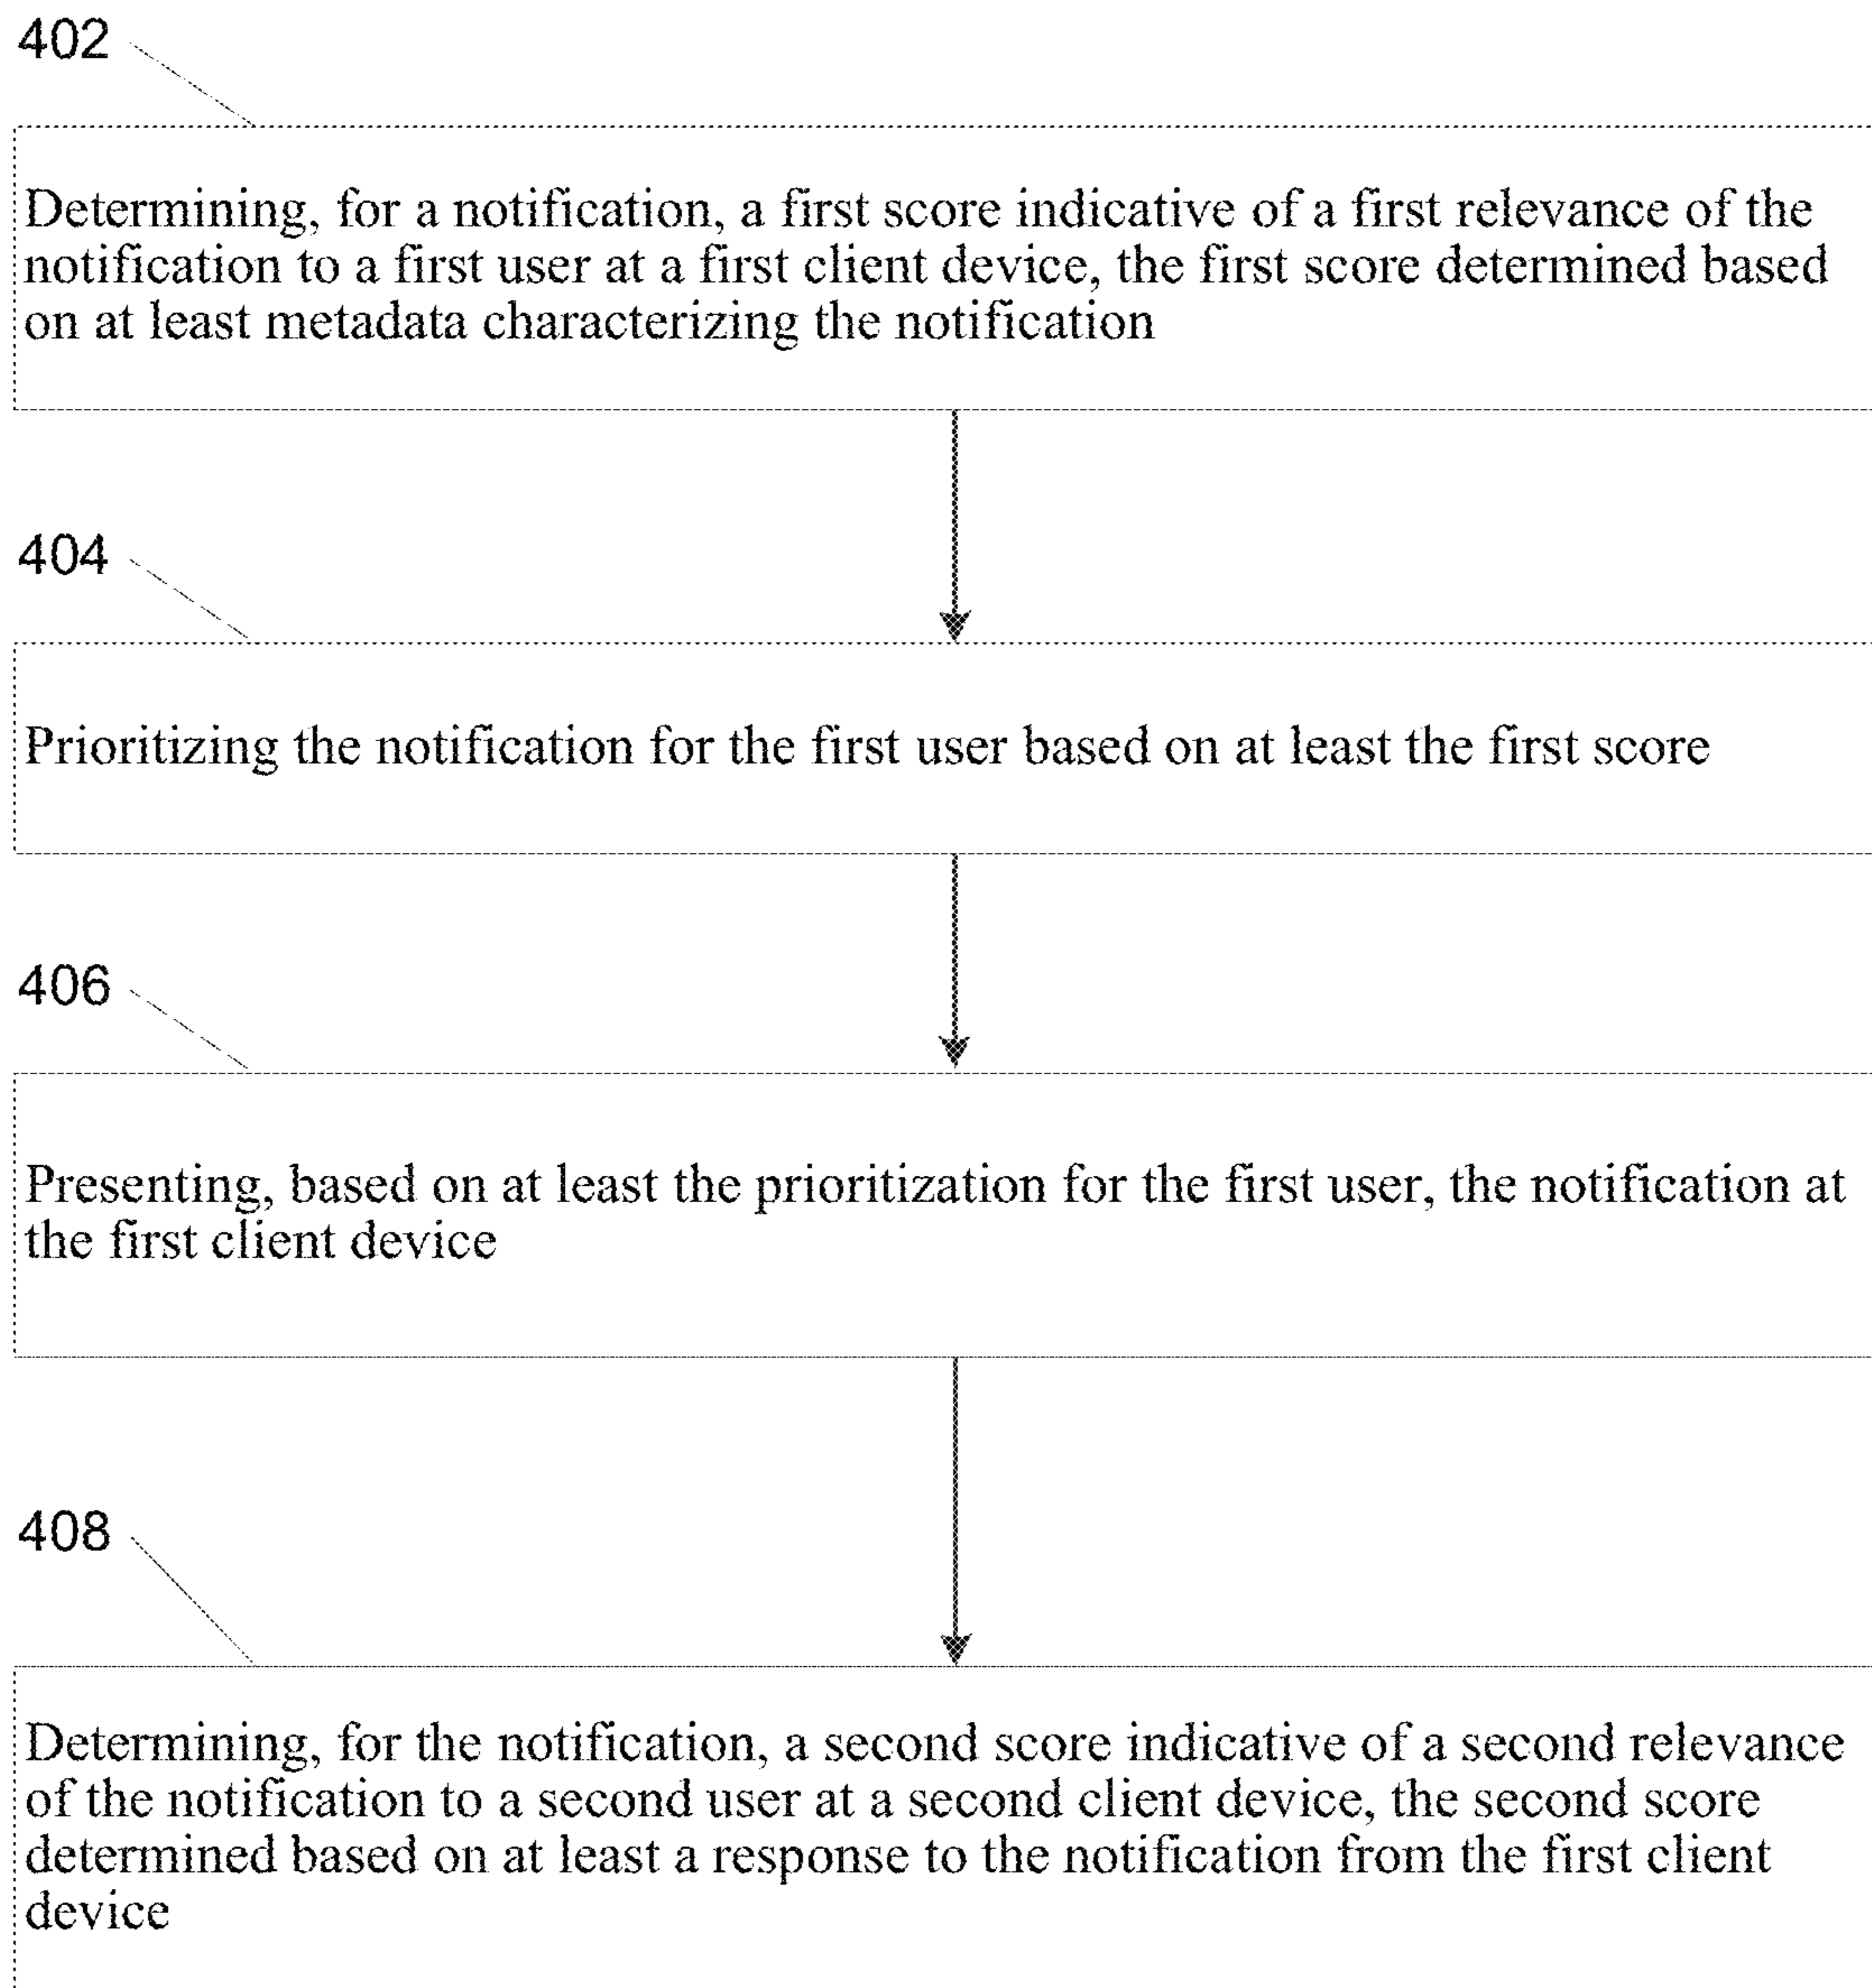 402
Determining, for a notification, a first score indicative of a first relevance of the
notification to a first user at a first client device, the first score determined based
on at least metadata characterizing the notification
404
Prioritizing the notification for the first user based on at least the first score
406
Presenting, based on at least the prioritization for the first user, the notification at
the first client device
408
Determining, for the notification, a second score indicative of a second relevance
of the notification to a second user at a second client device, the second score
determined based on at least a response to the notification from the first client
device